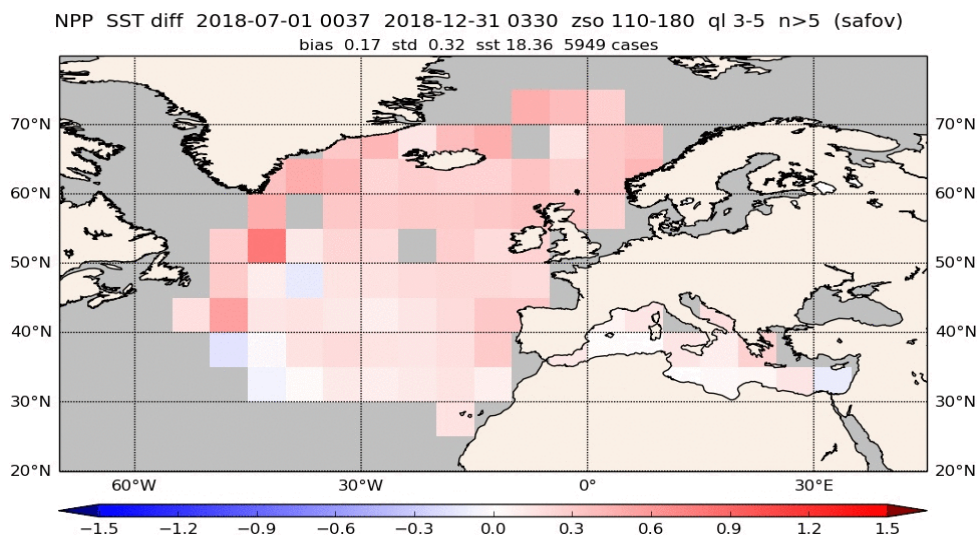 NPP SST diff 2018-07-01 0037 2018-12-31 0330 zso 110-180 ql 3-5 n>5 (safov)
bias 0.17 std 0.32 sst 18.36 5949 cases
70°N 70°N
60°N 60°N
50°N 50°N
40°N 40°N
30°N 30°N
20°N 20°N
60°W 30°W 0° 30°E
−1.5 −1.2 −0.9 −0.6 −0.3 0.0 0.3 0.6 0.9 1.2 1.5